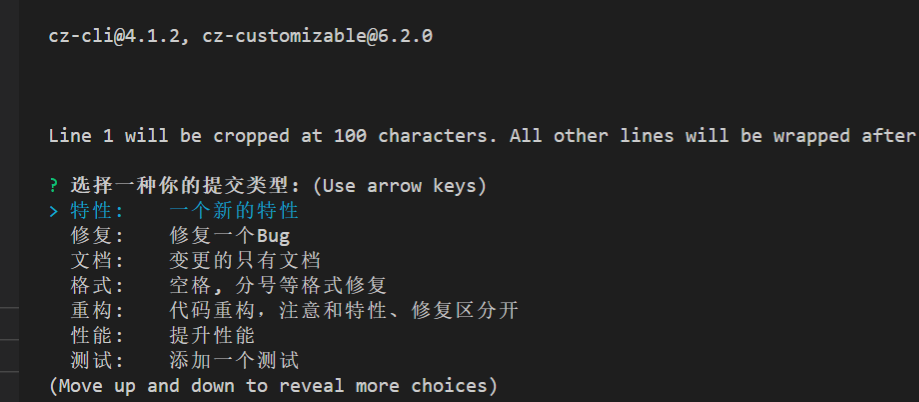 cz-cli@4.1.2, cz-customizable@6.2.0
Line 1 will be cropped at 100 characters. All other lines will be wrapped after
? 选择一种你的提交类型: (Use arrow keys)
> 特性:   一个新的特性
修复:   修复一个Bug
文档:   变更的只有文档
格式:   空格, 分号等格式修复
重构:   代码重构，注意和特性、修复区分开
性能:   提升性能
测试:   添加一个测试
(Move up and down to reveal more choices)